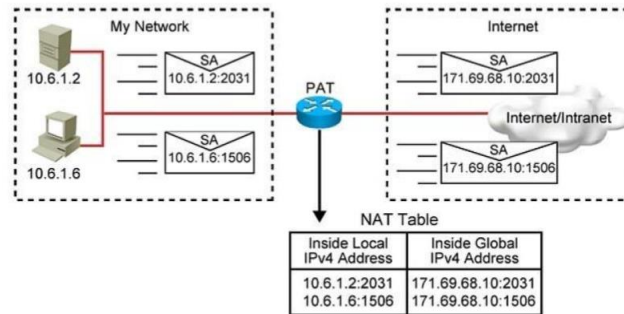 My Network
Internet
SA
10.6.1.2:2031
SA
171.69.68.10:2031
10.6.1.2
PAT
Internet/Intranet
SA
10.6.1.6:1506
SA
171.69.68.10:1506
10.6.1.6
NAT Table
Inside Local
IPv4 Address
Inside Global
IPv4 Address
10.6.1.2:2031
171.69.68.10:2031
10.6.1.6:1506
171.69.68.10:1506